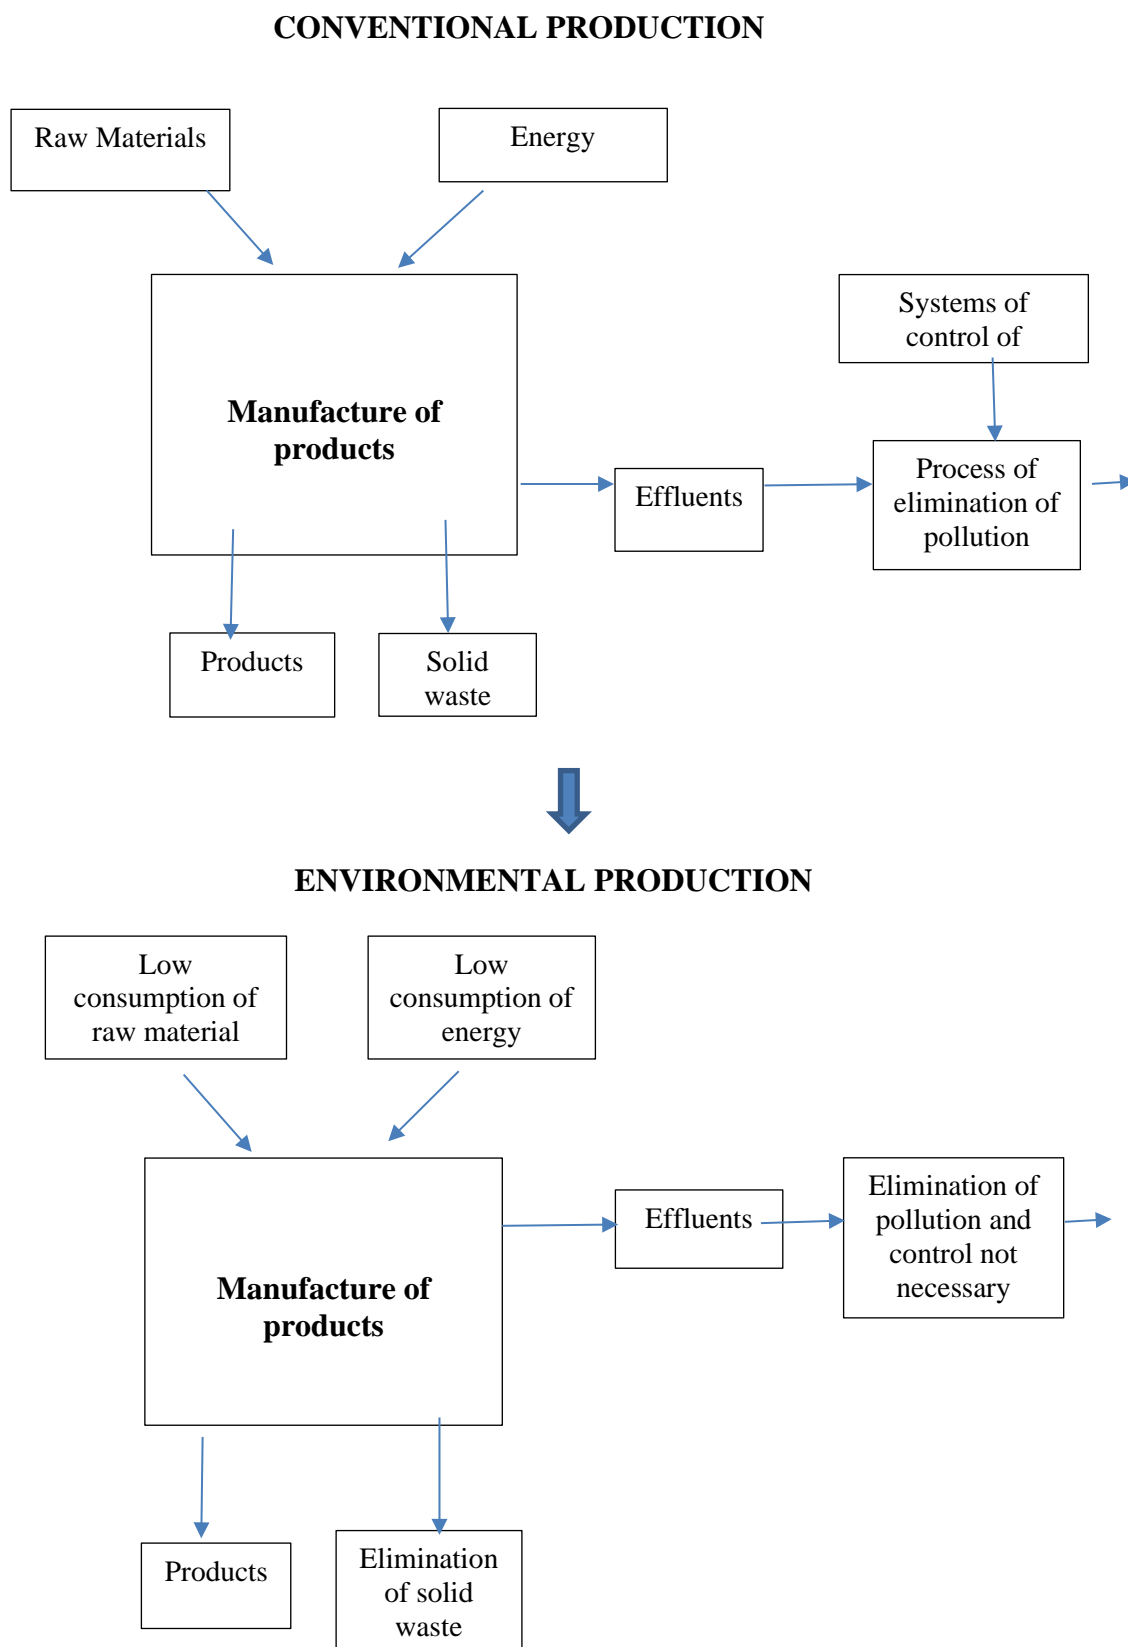 CONVENTIONAL PRODUCTION
Raw Materials
Energy
Systems of
control of
Manufacture of
products
Effluents
Process of
elimination of
pollution
Products
Solid
waste
ENVIRONMENTAL PRODUCTION
Low
consumption of
raw material
Low
consumption of
energy
Manufacture of
products
Effluents
Elimination of
pollution and
control not
necessary
Products
Elimination
of solid
waste